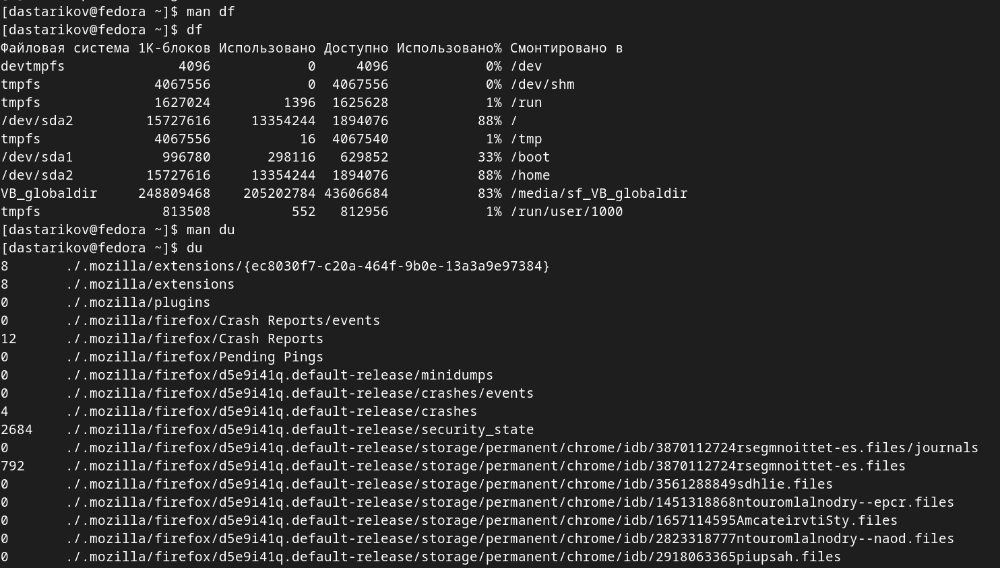 [dastarikov@fedora ~]$ man df
[dastarikov@fedora ~]$ df
Файловая система 1K-блоков Использовано Доступно Использовано% Смонтировано в
devtmpfs 4096 0 4096 0% /dev
tmpfs 4067556 0 4067556 0% /dev/shm
tmpfs 1627024 1396 1625628 1% /run
/dev/sda2 15727616 13354244 1894076 88% /
tmpfs 4067556 16 4067540 1% /tmp
/dev/sda1 996780 298116 629852 33% /boot
/dev/sda2 15727616 13354244 1894076 88% /home
VB_globaldir 248809468 205202784 43606684 83% /media/sf_VB_globaldir
tmpfs 813508 552 812956 1% /run/user/1000
[dastarikov@fedora ~]$ man du
[dastarikov@fedora ~]$ du
8 ./.mozilla/extensions/{ec8030f7-c20a-464f-9b0e-13a3a9e97384}
8 ./.mozilla/extensions
0 ./.mozilla/plugins
0 ./.mozilla/firefox/Crash Reports/events
12 ./.mozilla/firefox/Crash Reports
0 ./.mozilla/firefox/Pending Pings
0 ./.mozilla/firefox/d5e9i41q.default-release/minidumps
0 ./.mozilla/firefox/d5e9i41q.default-release/crashes/events
4 ./.mozilla/firefox/d5e9i41q.default-release/crashes
2684 ./.mozilla/firefox/d5e9i41q.default-release/security_state
0 ./.mozilla/firefox/d5e9i41q.default-release/storage/permanent/chrome/idb/3870112724rsegmnoittet-es.files/journals
792 ./.mozilla/firefox/d5e9i41q.default-release/storage/permanent/chrome/idb/3870112724rsegmnoittet-es.files
0 ./.mozilla/firefox/d5e9i41q.default-release/storage/permanent/chrome/idb/3561288849sdhlie.files
0 ./.mozilla/firefox/d5e9i41q.default-release/storage/permanent/chrome/idb/1451318868ntouromlalnodry--epcr.files
0 ./.mozilla/firefox/d5e9i41q.default-release/storage/permanent/chrome/idb/1657114595AmcateirvtiSty.files
0 ./.mozilla/firefox/d5e9i41q.default-release/storage/permanent/chrome/idb/2823318777ntouromlalnodry--naod.files
0 ./.mozilla/firefox/d5e9i41q.default-release/storage/permanent/chrome/idb/2918063365piupsah.files